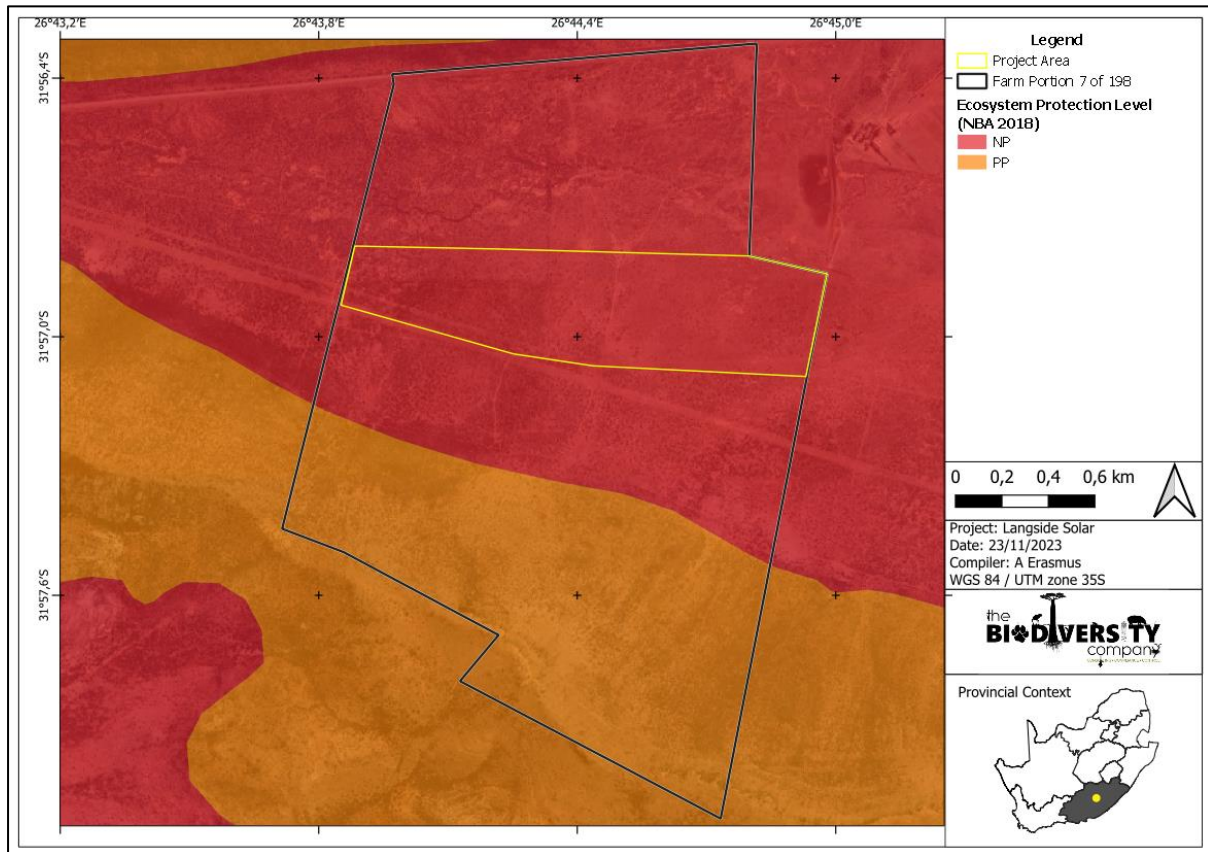 26°43,2'E 26°43,8'E 26°44,4'E 26°45,0'E
31°56,4'S
31°57,0'S
31°57,6'S
Legend
Project Area
Farm Portion 7 of 198
Ecosystem Protection Level
(NBA 2018)
NP
PP
0 0,2 0,4 0,6 km
Project: Langside Solar
Date: 23/11/2023
Compiler: A Erasmus
WGS 84 / UTM zone 35S
the
BIODIVERSITY
company
Provincial Context